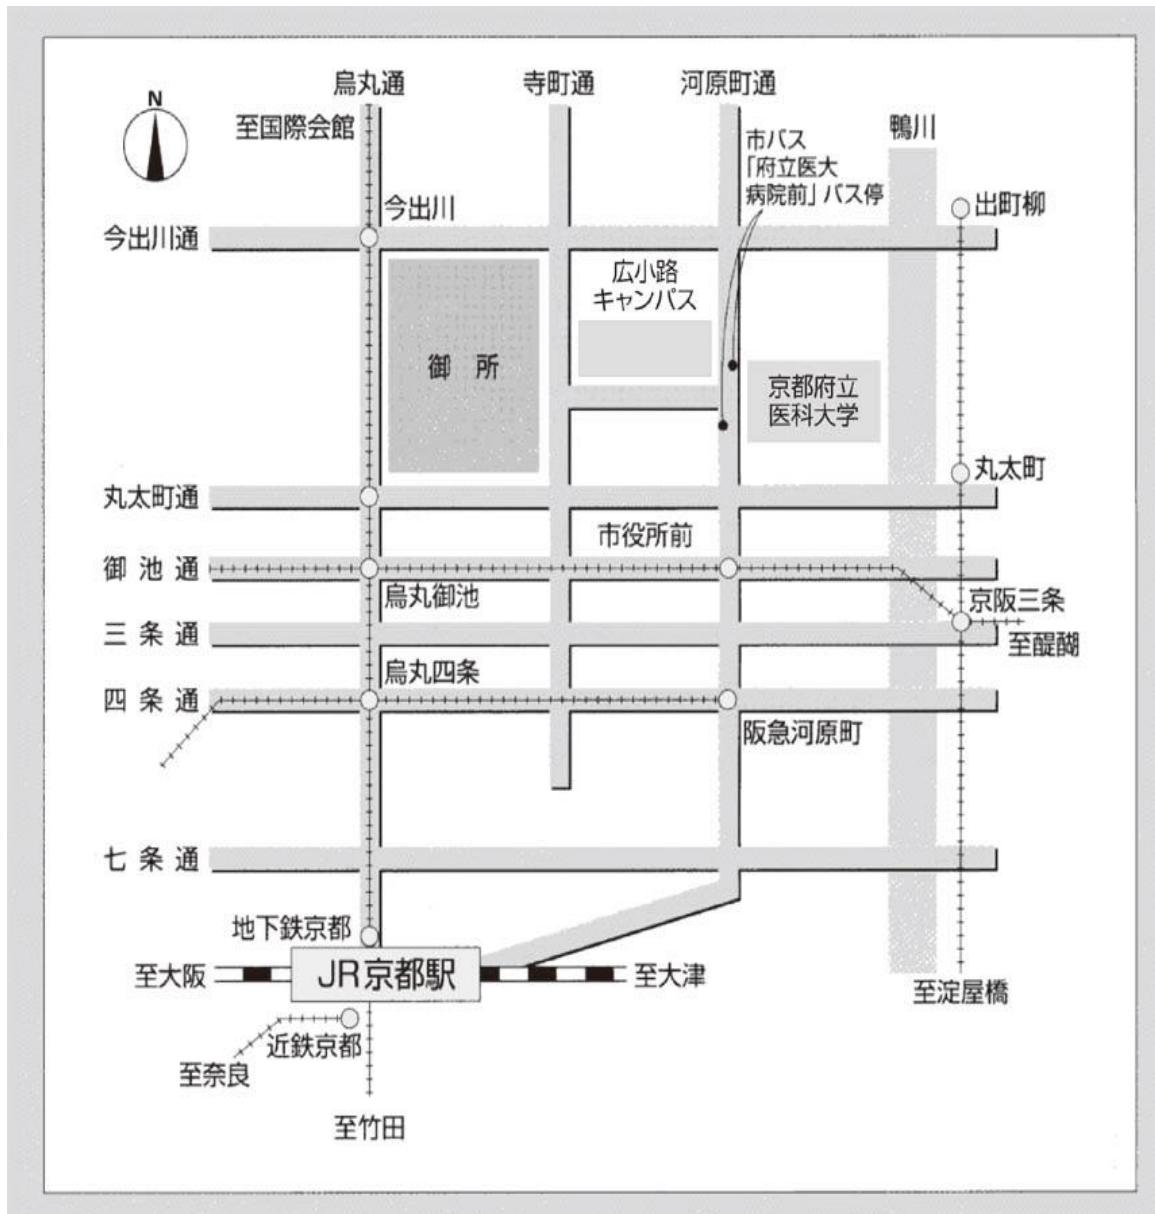 烏丸通
寺町通
河原町通
N
至国際会館
鴨川
市バス
「府立医大
病院前」バス停
今出川
出町柳
今出川通
広小路
キャンパス
御 所
京都府立
医科大学
丸太町
丸太町通
市役所前
御 池 通
烏丸御池
京阪三条
三 条 通
至醍醐
烏丸四条
四 条 通
阪急河原町
七 条 通
地下鉄京都
至大阪
JR京都駅
至大津
至淀屋橋
近鉄京都
至奈良
至竹田